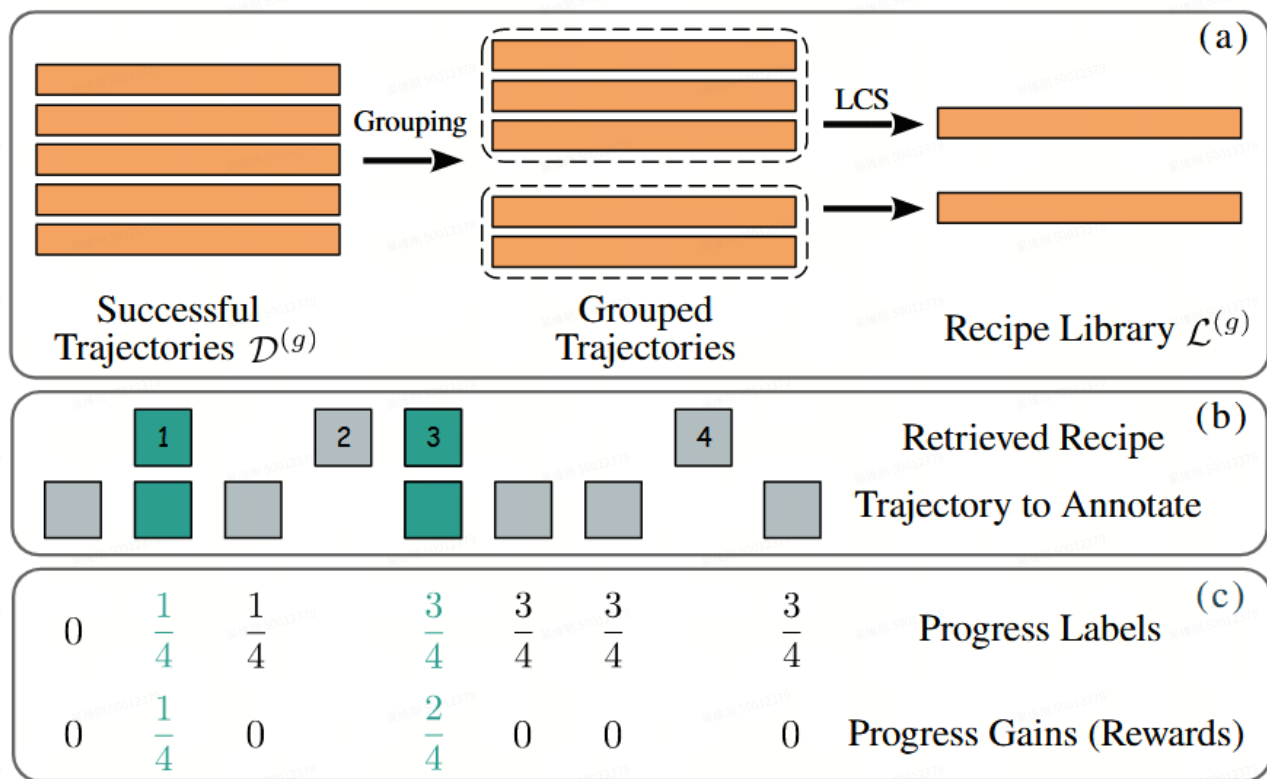 (a)
Grouping
LCS
Successful
Trajectories 𝒟^(g)
Grouped
Trajectories
Recipe Library ℒ^(g)
(b)
1 2 3 4 Retrieved Recipe
Trajectory to Annotate
(c)
0 1/4 1/4 3/4 3/4 3/4 3/4 Progress Labels
0 1/4 0 2/4 0 0 0 Progress Gains (Rewards)